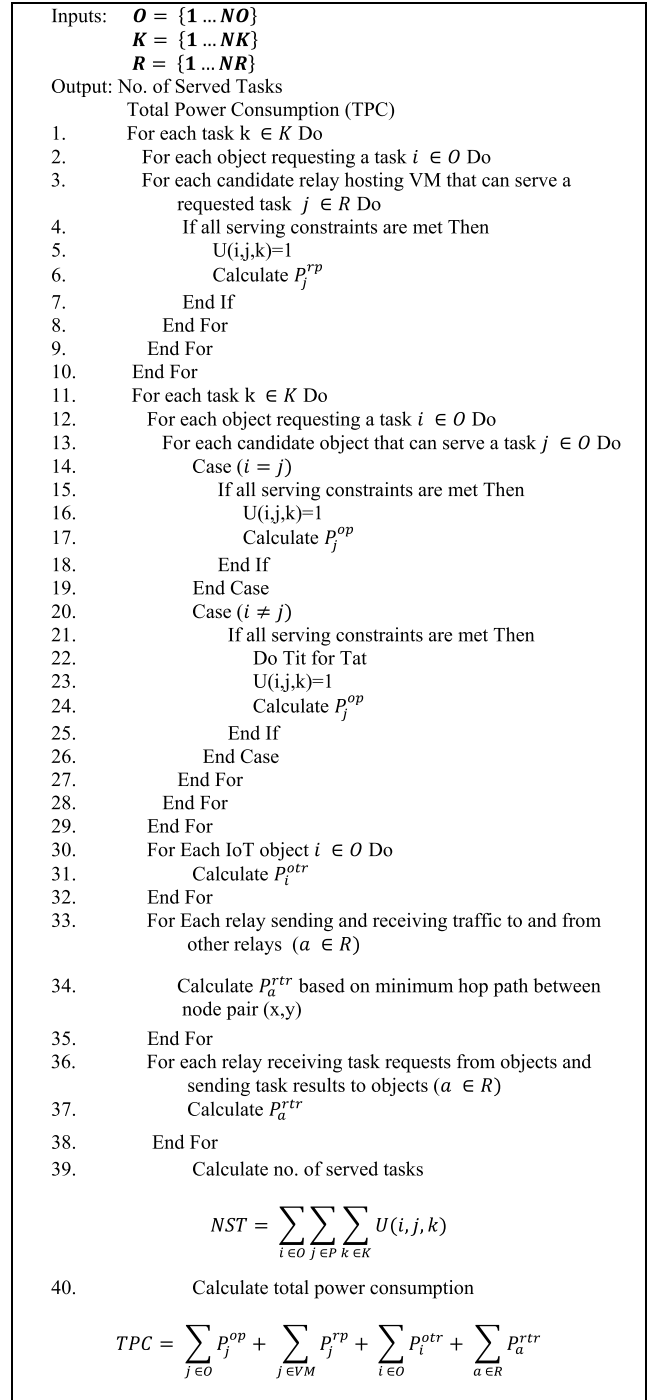 Inputs: O = {1 ... NO}
K = {1 ... NK}
R = {1 ... NR}
Output: No. of Served Tasks
Total Power Consumption (TPC)
1. For each task k ∈ K Do
2. For each object requesting a task i ∈ O Do
3. For each candidate relay hosting VM that can serve a
requested task j ∈ R Do
4. If all serving constraints are met Then
5. U(i,j,k)=1
6. Calculate P_j^{rp}
7. End If
8. End For
9. End For
10. End For
11. For each task k ∈ K Do
12. For each object requesting a task i ∈ O Do
13. For each candidate object that can serve a task j ∈ O Do
14. Case (i = j)
15. If all serving constraints are met Then
16. U(i,j,k)=1
17. Calculate P_j^{op}
18. End If
19. End Case
20. Case (i ≠ j)
21. If all serving constraints are met Then
22. Do Tit for Tat
23. U(i,j,k)=1
24. Calculate P_j^{op}
25. End If
26. End Case
27. End For
28. End For
29. End For
30. For Each IoT object i ∈ O Do
31. Calculate P_i^{otr}
32. End For
33. For Each relay sending and receiving traffic to and from
other relays (a ∈ R)
34. Calculate P_a^{rtr} based on minimum hop path between
node pair (x,y)
35. End For
36. For each relay receiving task requests from objects and
sending task results to objects (a ∈ R)
37. Calculate P_a^{rtr}
38. End For
39. Calculate no. of served tasks
NST = ∑_{i∈O} ∑_{j∈P} ∑_{k∈K} U(i, j, k)
40. Calculate total power consumption
TPC = ∑_{j∈O} P_j^{op} + ∑_{j∈VM} P_j^{rp} + ∑_{i∈O} P_i^{otr} + ∑_{a∈R} P_a^{rtr}